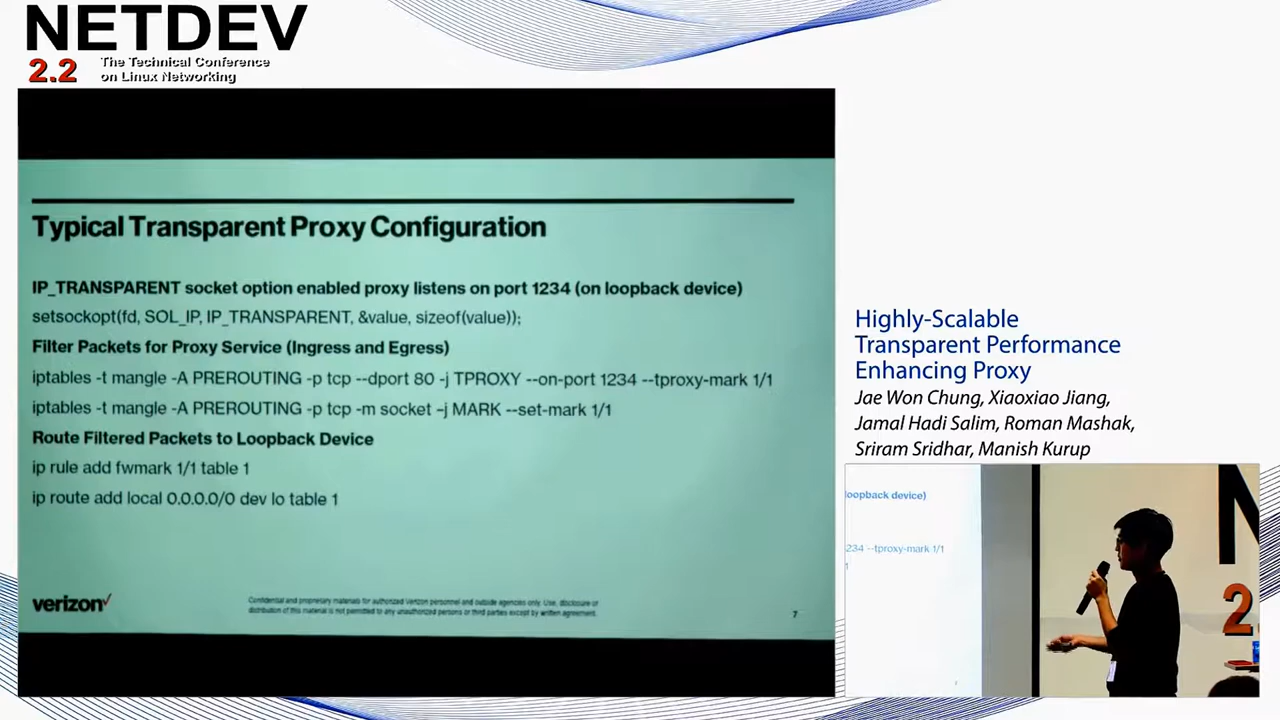 NETDEV
2.2
The Technical Conference
on Linux Networking
Typical Transparent Proxy Configuration
IP_TRANSPARENT socket option enabled proxy listens on port 1234 (on loopback device)
setsockopt(fd, SOL_IP, IP_TRANSPARENT, &value, sizeof(value));
Filter Packets for Proxy Service (Ingress and Egress)
iptables -t mangle -A PREROUTING -p tcp --dport 80 -j TPROXY --on-port 1234 --tproxy-mark 1/1
iptables -t mangle -A PREROUTING -p tcp -m socket –j MARK --set-mark 1/1
Route Filtered Packets to Loopback Device
ip rule add fwmark 1/1 table 1
ip route add local 0.0.0.0/0 dev lo table 1
verizon✓
Confidential and proprietary materials for authorized Verizon personnel and outside agencies only. Use, disclosure or
distribution of this material is not permitted to any unauthorized persons or third parties except by written agreement.
7
Highly-Scalable
Transparent Performance
Enhancing Proxy
Jae Won Chung, Xiaoxiao Jiang,
Jamal Hadi Salim, Roman Mashak,
Sriram Sridhar, Manish Kurup
loopback device)
234 --tproxy-mark 1/1
1
N
2